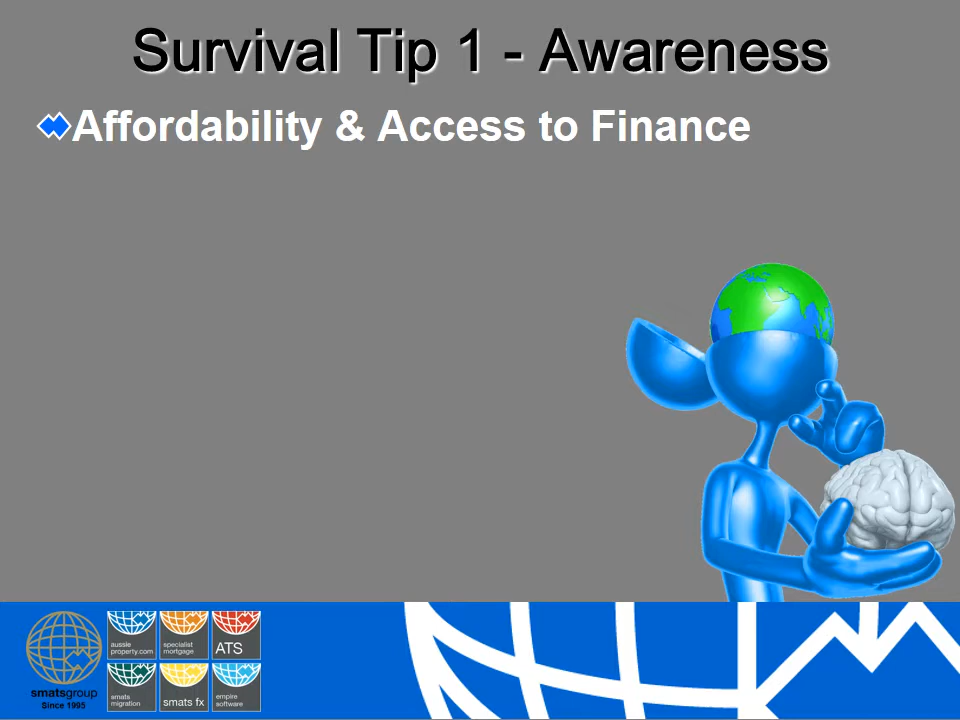 Survival Tip 1 - Awareness
Affordability & Access to Finance
aussie
property.com
specialist
mortgage
ATS
smats
migration
smats fx
empire
software
smatsgroup
Since 1995